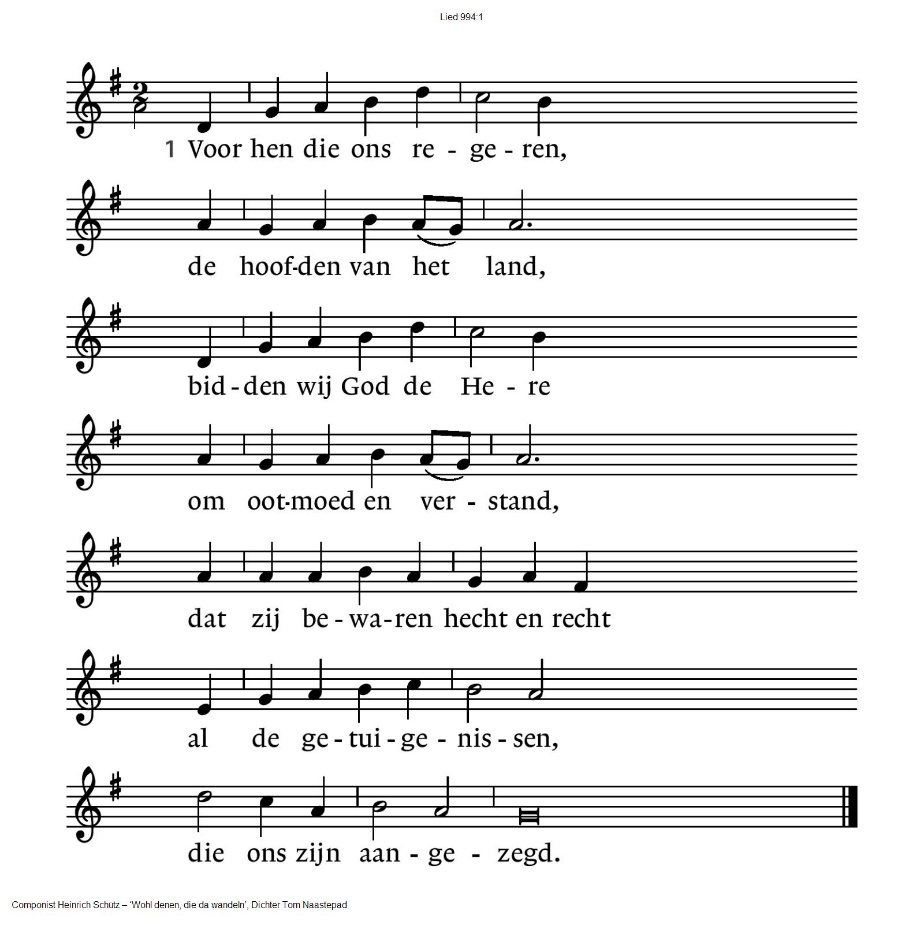 Lied 994:1
2
1 Voor hen die ons re - ge - ren,
de hoof-den van het land,
bid - den wij God de He - re
om oot-moed en ver - stand,
dat zij be - wa-ren hecht en recht
al de ge - tui - ge - nis - sen,
die ons zijn aan - ge - zegd.
Componist Heinrich Schütz – 'Wohl denen, die da wandeln', Dichter Tom Naastepad